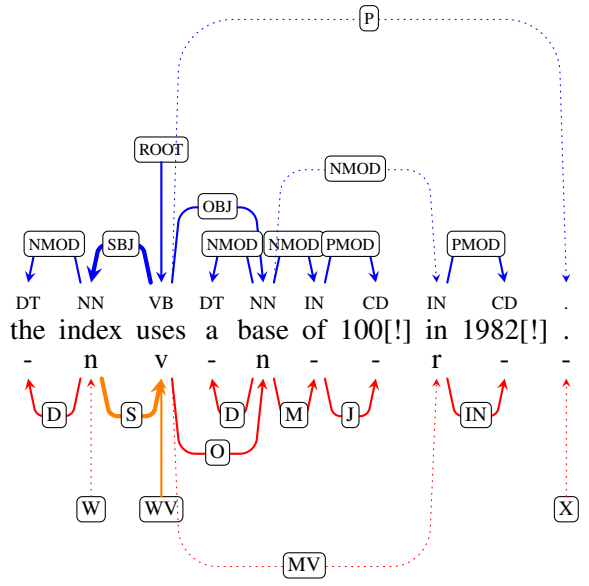 P
ROOT
NMOD
OBJ
NMOD SBJ NMOD NMOD PMOD PMOD
DT NN VB DT NN IN CD IN CD .
the index uses a base of 100[!] in 1982[!] .
- n v - n - - r - -
D S D M J IN
O
W WV X
MV